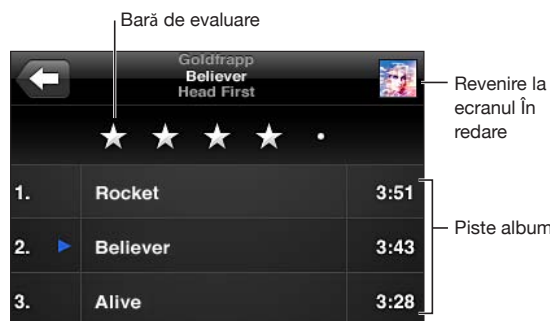 Bară de evaluare
Goldfrapp
Believer
Head First
Revenire la
ecranul În
redare
1. Rocket 3:51
2. Believer 3:43
3. Alive 3:28
Piste album